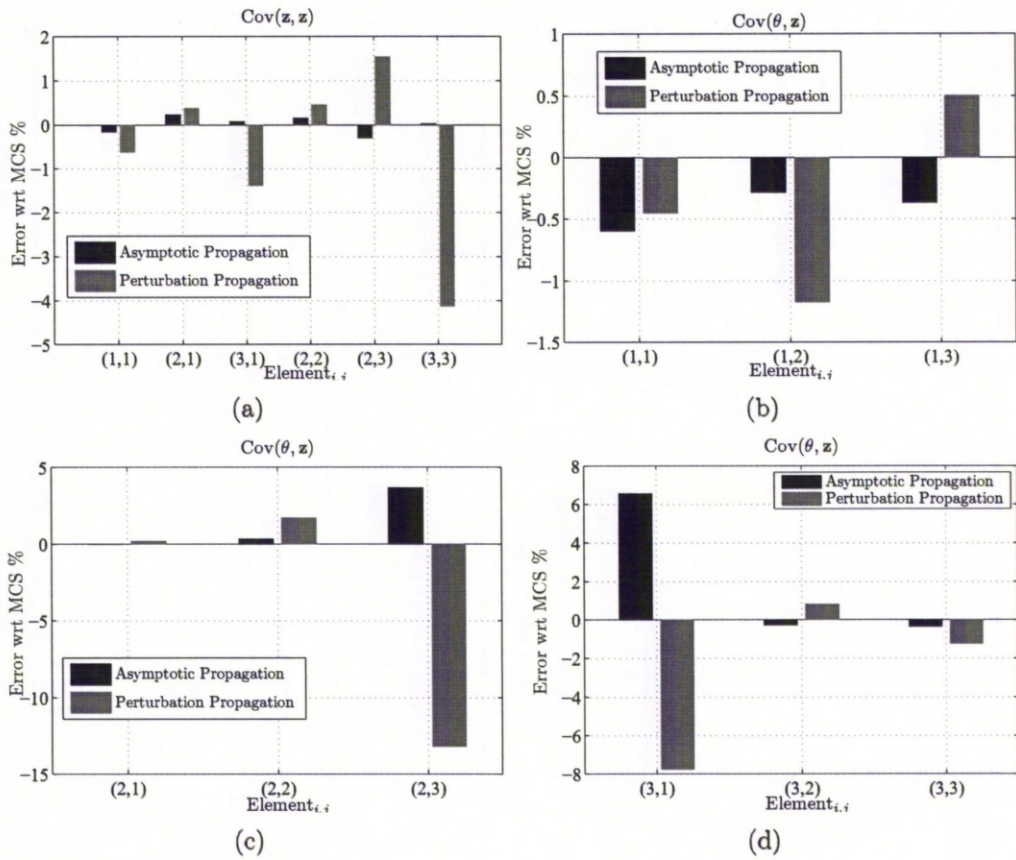 Cov(z, z)
Error wrt MCS %
2
1
0
−1
−2
−3
−4
−5
Asymptotic Propagation
Perturbation Propagation
(1,1) (2,1) (3,1) (2,2) (2,3) (3,3)
Element i,j
(a)
Cov(θ, z)
Error wrt MCS %
1
0.5
0
−0.5
−1
−1.5
Asymptotic Propagation
Perturbation Propagation
(1,1) (1,2) (1,3)
Element i,j
(b)
Cov(θ, z)
Error wrt MCS %
5
0
−5
−10
−15
Asymptotic Propagation
Perturbation Propagation
(2,1) (2,2) (2,3)
Element i,j
(c)
Cov(θ, z)
Error wrt MCS %
8
6
4
2
0
−2
−4
−6
−8
Asymptotic Propagation
Perturbation Propagation
(3,1) (3,2) (3,3)
Element i,j
(d)